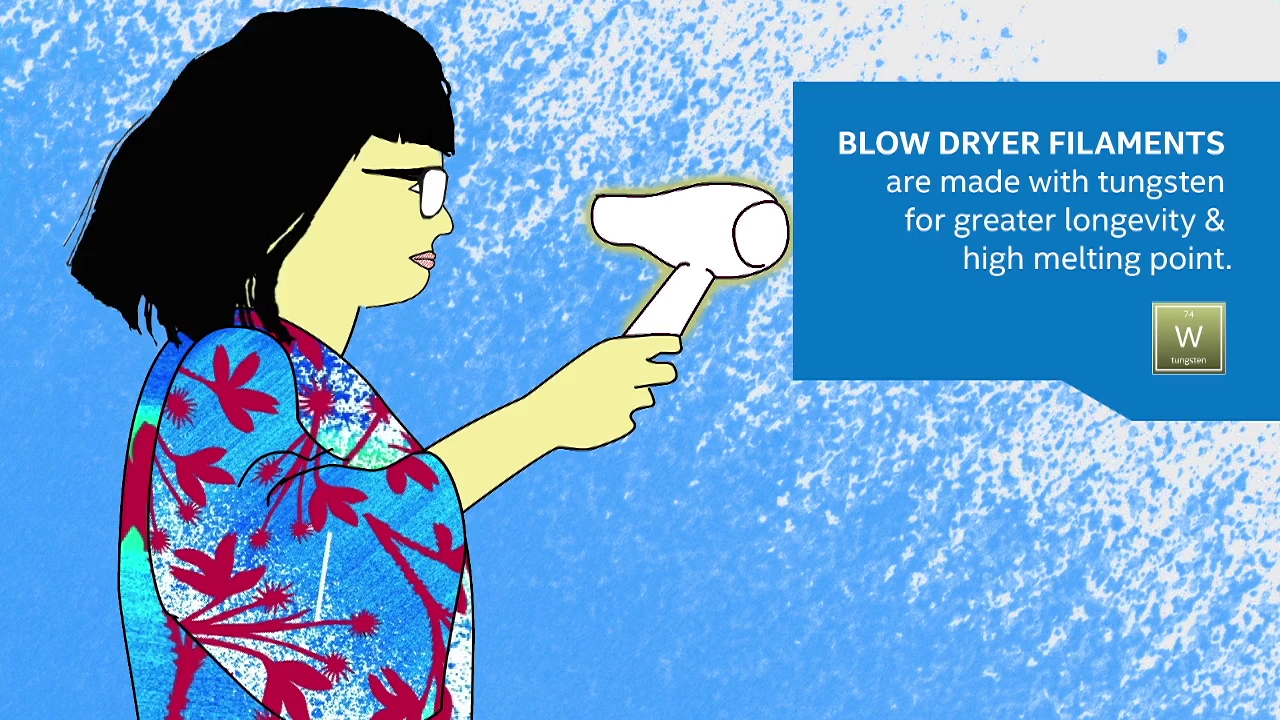 BLOW DRYER FILAMENTS
are made with tungsten
for greater longevity &
high melting point.
74
W
tungsten